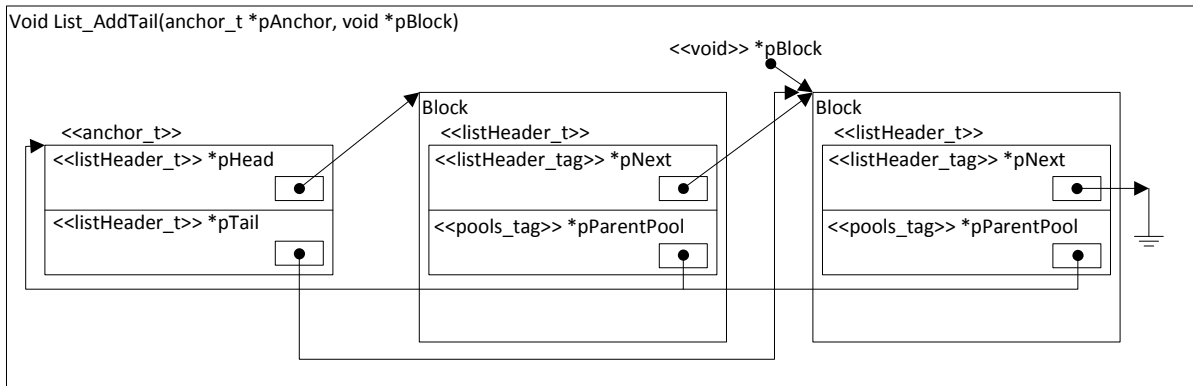 Void List_AddTail(anchor_t *pAnchor, void *pBlock)
<<void>> *pBlock
Block
Block
<<anchor_t>>
<<listHeader_t>>
<<listHeader_t>>
<<listHeader_t>> *pHead
<<listHeader_tag>> *pNext
<<listHeader_tag>> *pNext
<<listHeader_t>> *pTail
<<pools_tag>> *pParentPool
<<pools_tag>> *pParentPool